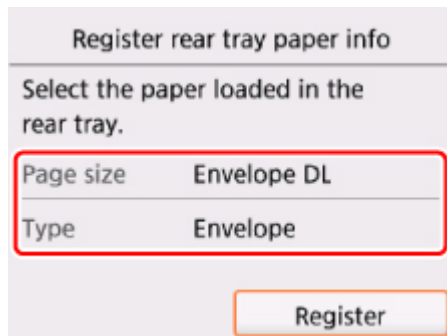 Register rear tray paper info
Select the paper loaded in the
rear tray.
Page size Envelope DL
Type Envelope
Register